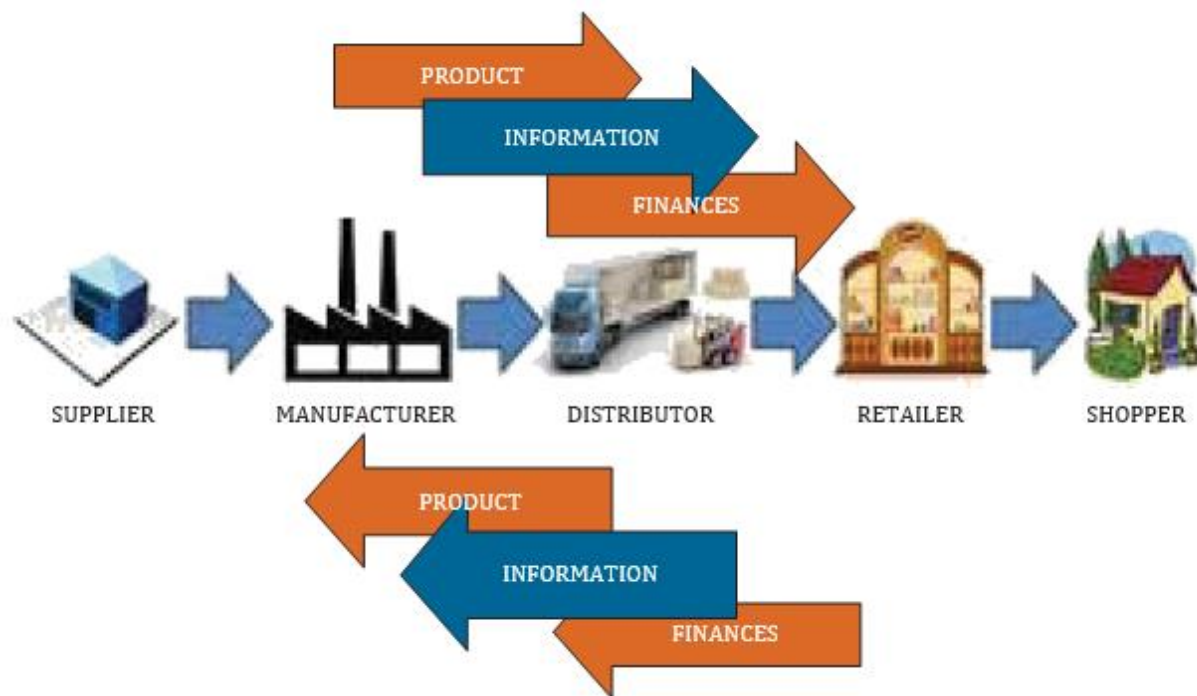 PRODUCT
INFORMATION
FINANCES
SUPPLIER MANUFACTURER DISTRIBUTOR RETAILER SHOPPER
PRODUCT
INFORMATION
FINANCES